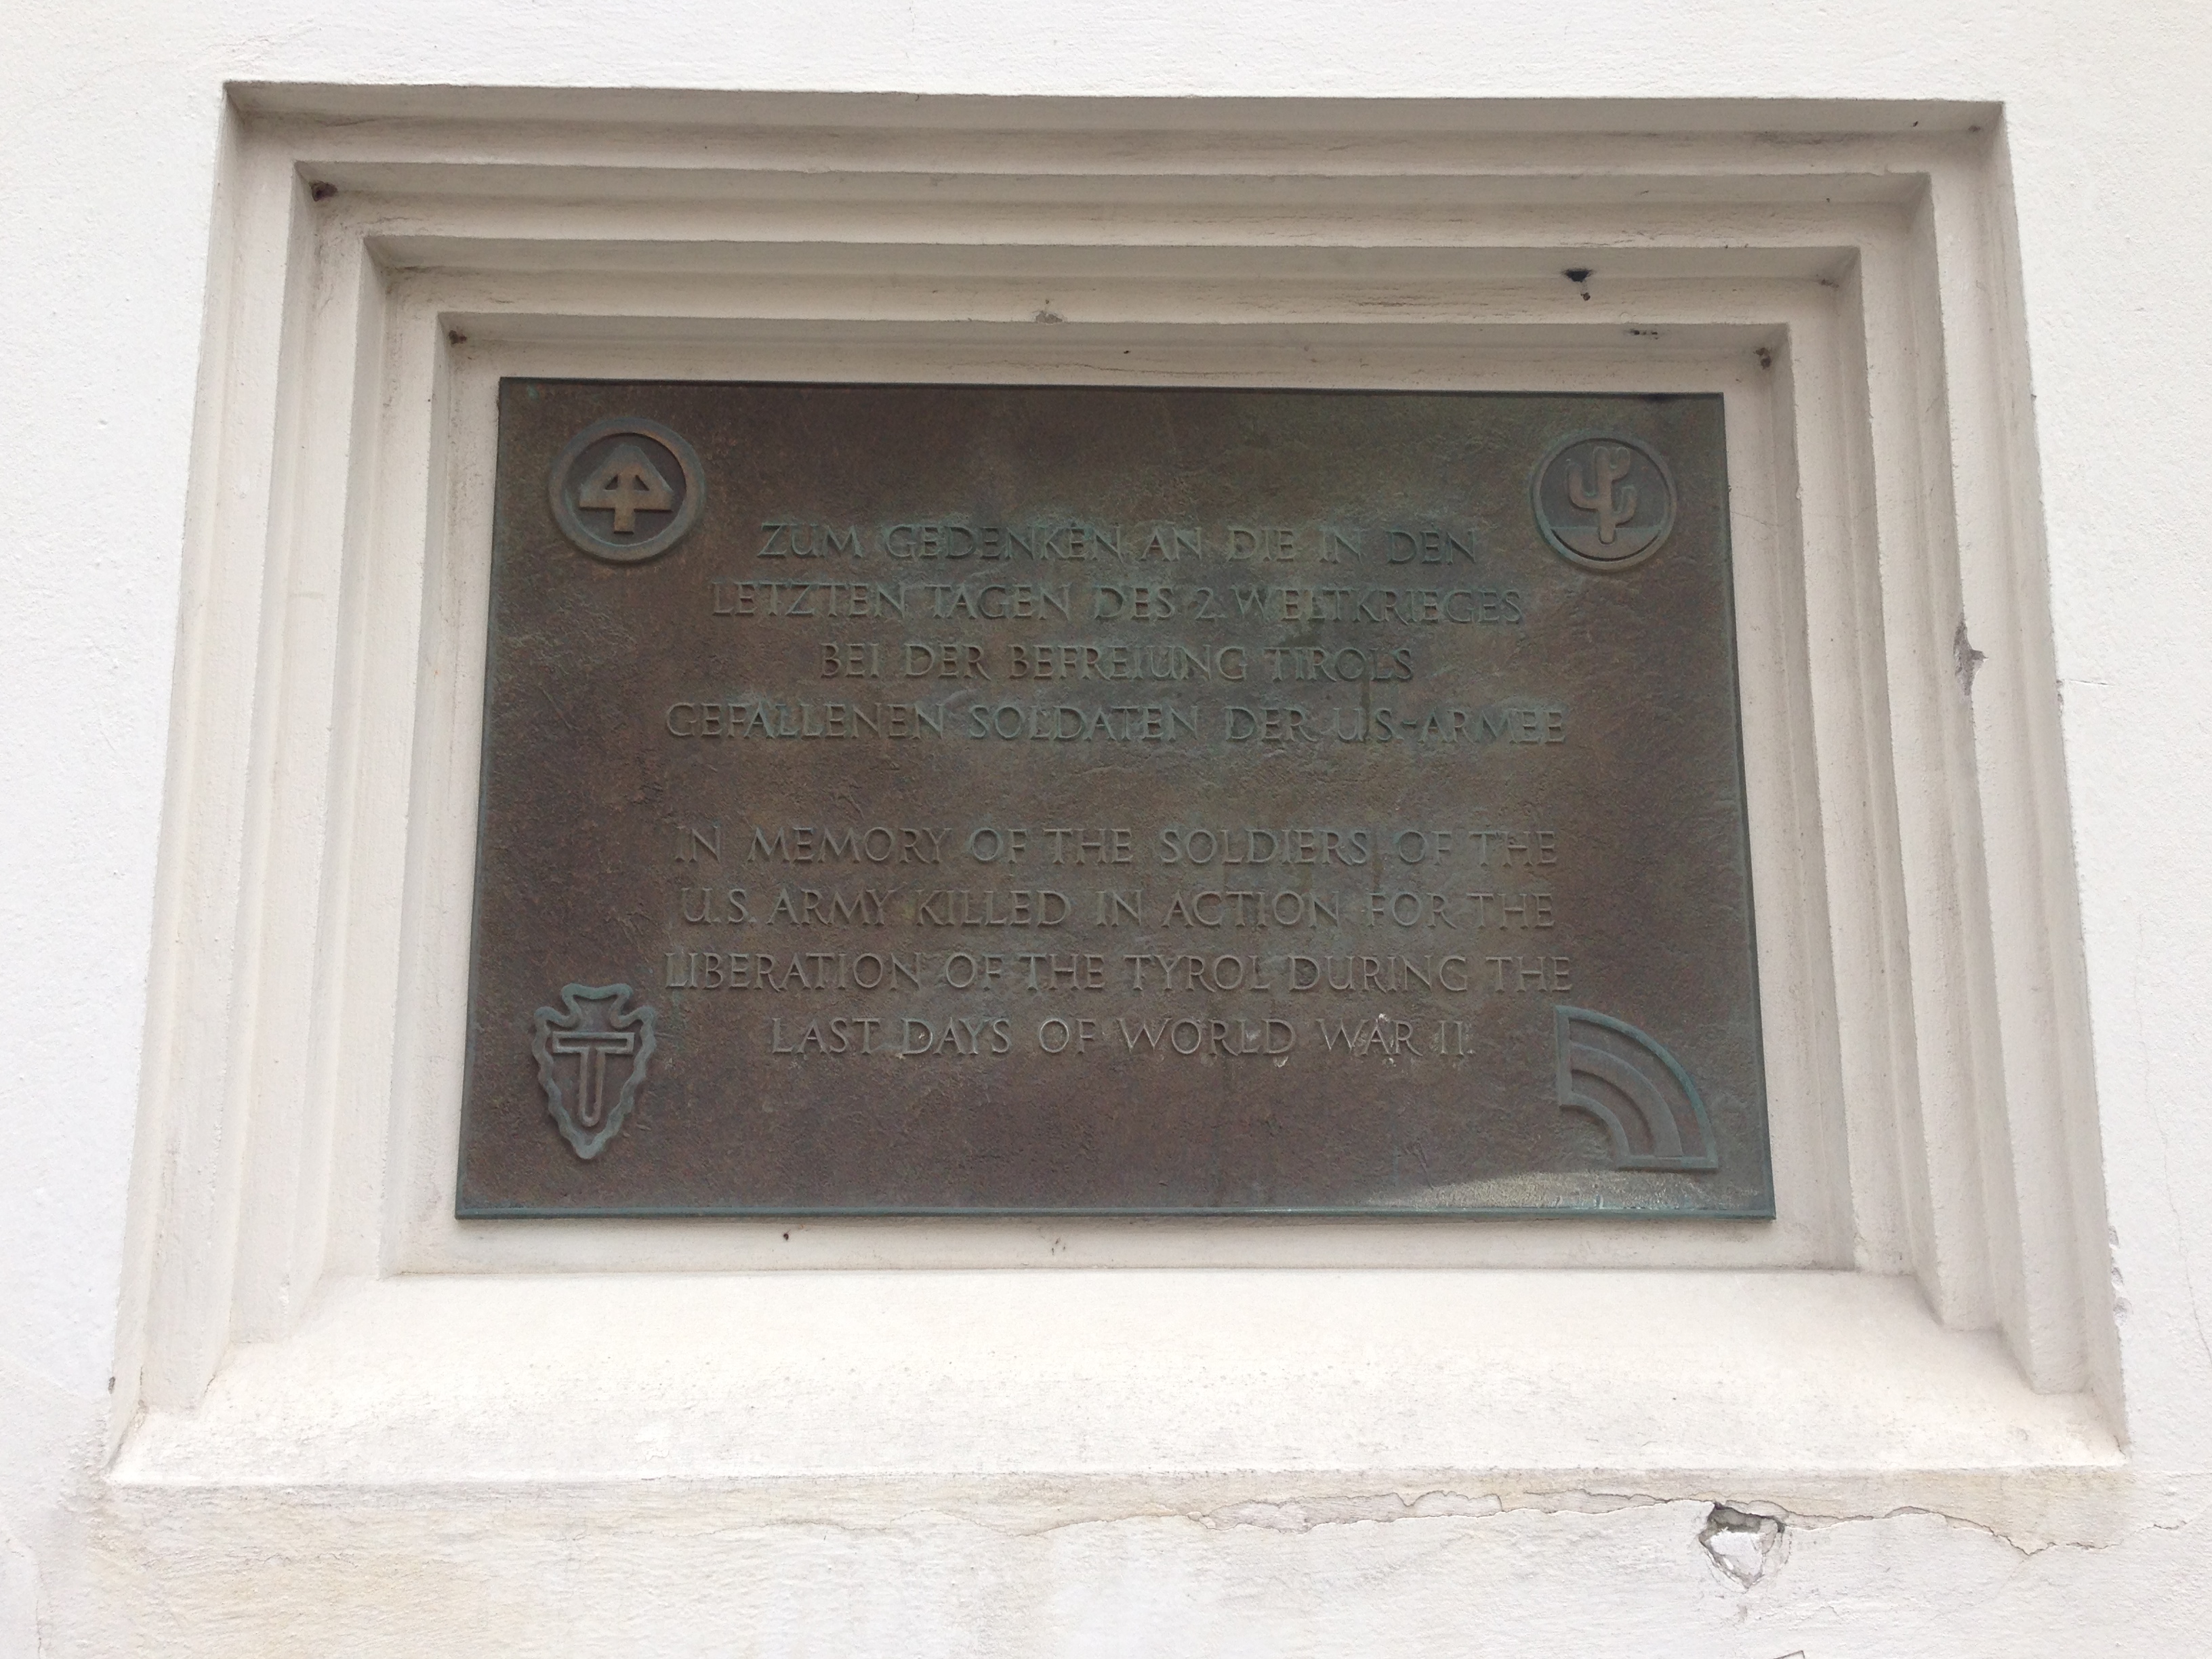 ZUM GEDENKEN AN DIE IN DEN
LETZTEN TAGEN DES 2. WELTKRIEGES
BEI DER BEFREIUNG TIROLS
GEFALLENEN SOLDATEN DER U.S-ARMEE
IN MEMORY OF THE SOLDIERS OF THE
U.S. ARMY KILLED IN ACTION FOR THE
LIBERATION OF THE TYROL DURING THE
LAST DAYS OF WORLD WAR II.
T